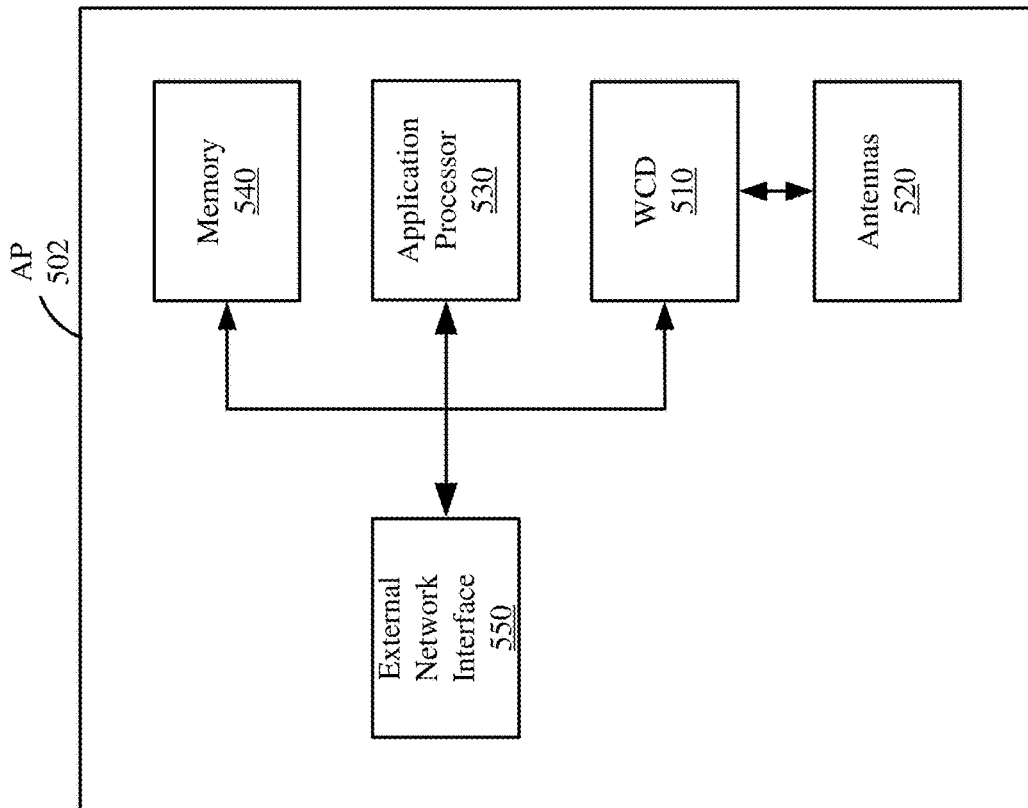 AP
502
Memory
540
Application
Processor
530
WCD
510
Antennas
520
External
Network
Interface
550